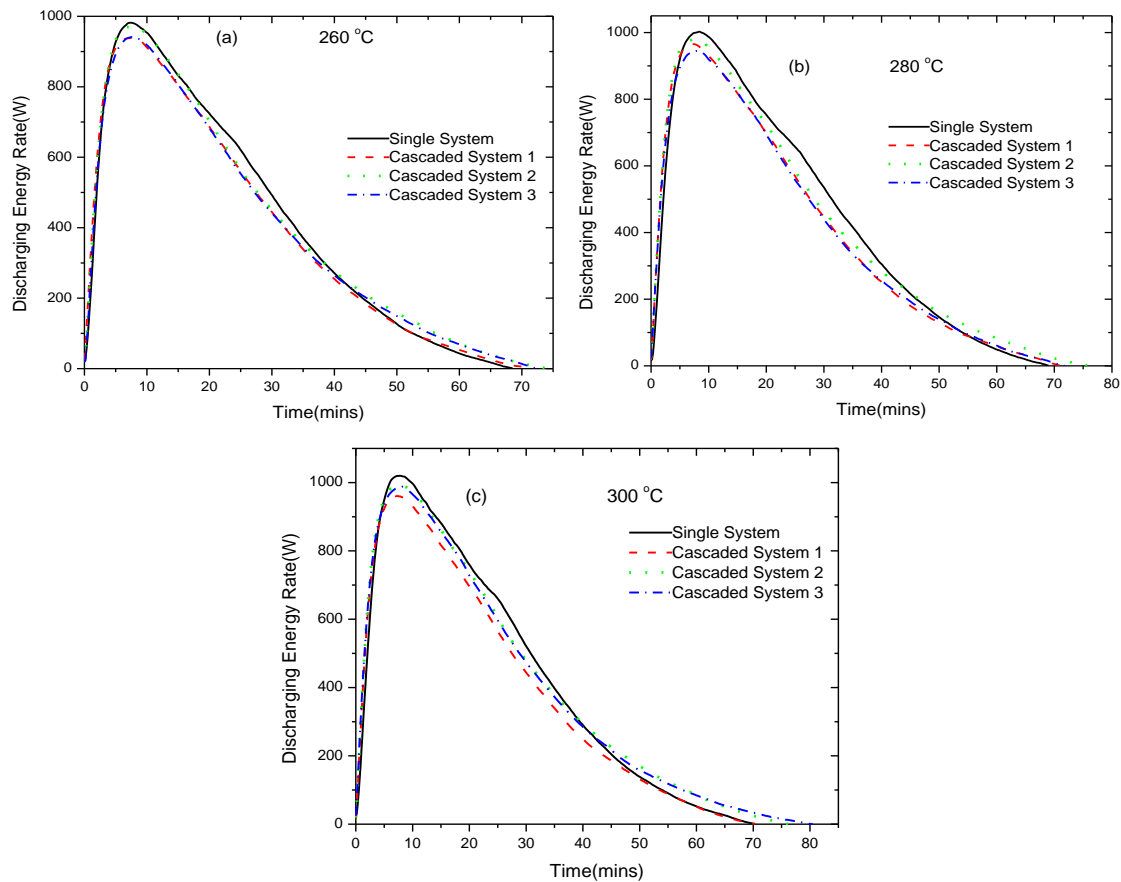 (a) 260 °C
1000
900
800
600
400
200
0
Discharging Energy Rate(W)
Single System
Cascaded System 1
Cascaded System 2
Cascaded System 3
0 10 20 30 40 50 60 70 75
Time(mins)
(b) 280 °C
1000
800
600
400
200
0
Discharging Energy Rate(W)
Single System
Cascaded System 1
Cascaded System 2
Cascaded System 3
0 10 20 30 40 50 60 70 80
Time(mins)
(c) 300 °C
1000
800
600
400
200
0
Discharging Energy Rate(W)
Single System
Cascaded System 1
Cascaded System 2
Cascaded System 3
0 10 20 30 40 50 60 70 80
Time(mins)